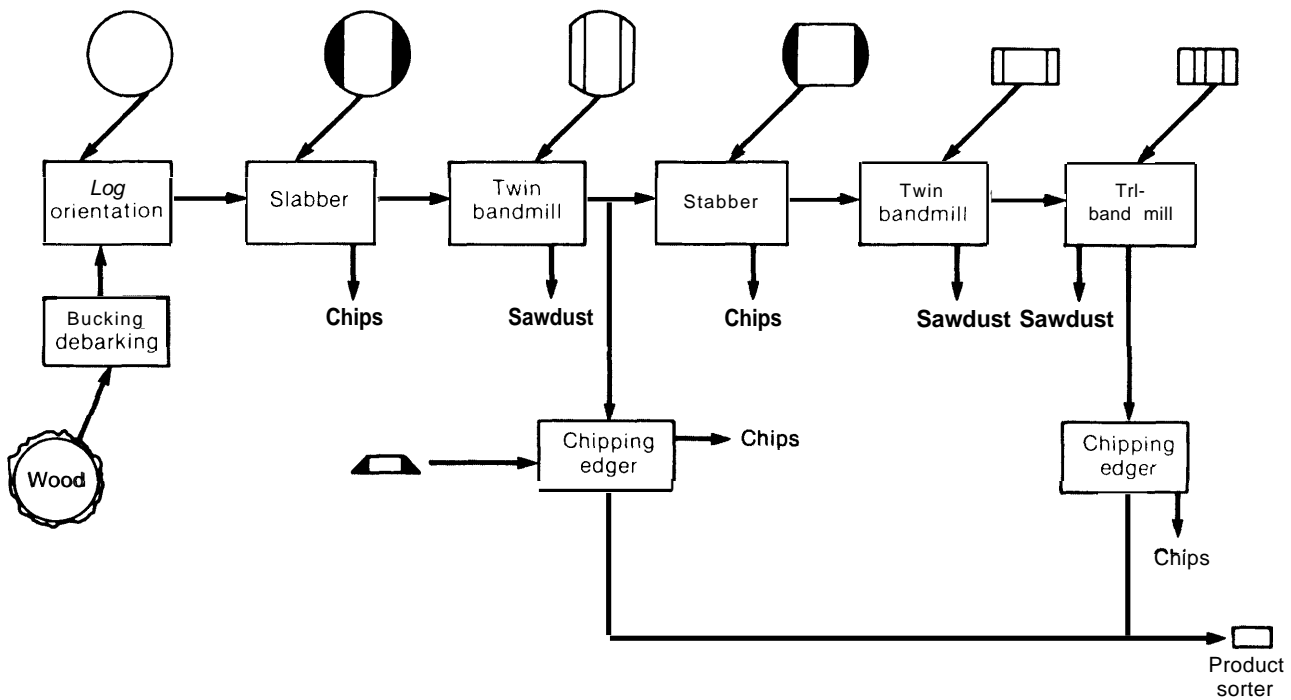 Log
orientation
Slabber
Twin
bandmill
Stabber
Twin
bandmill
Trl-
band mill
Bucking
debarking
Chips
Sawdust
Chips
Sawdust Sawdust
Wood
Chipping
edger
Chips
Chipping
edger
Chips
Product
sorter